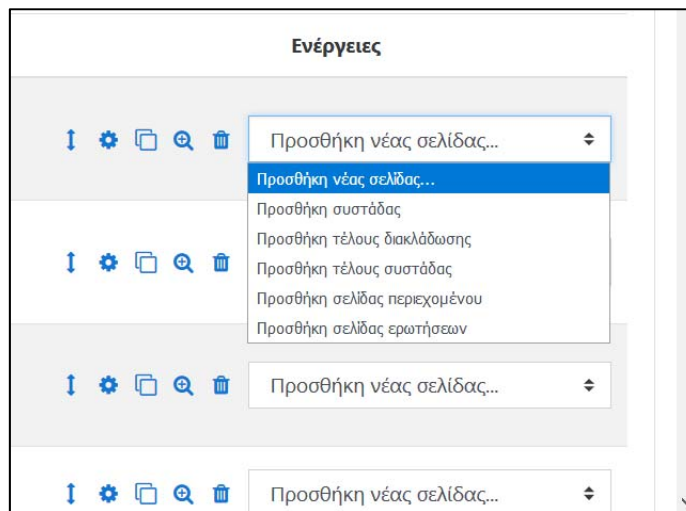 Ενέργειες
Προσθήκη νέας σελίδας...
Προσθήκη νέας σελίδας...
Προσθήκη συστάδας
Προσθήκη τέλους διακλάδωσης
Προσθήκη τέλους συστάδας
Προσθήκη σελίδας περιεχομένου
Προσθήκη σελίδας ερωτήσεων
Προσθήκη νέας σελίδας...
Προσθήκη νέας σελίδας...